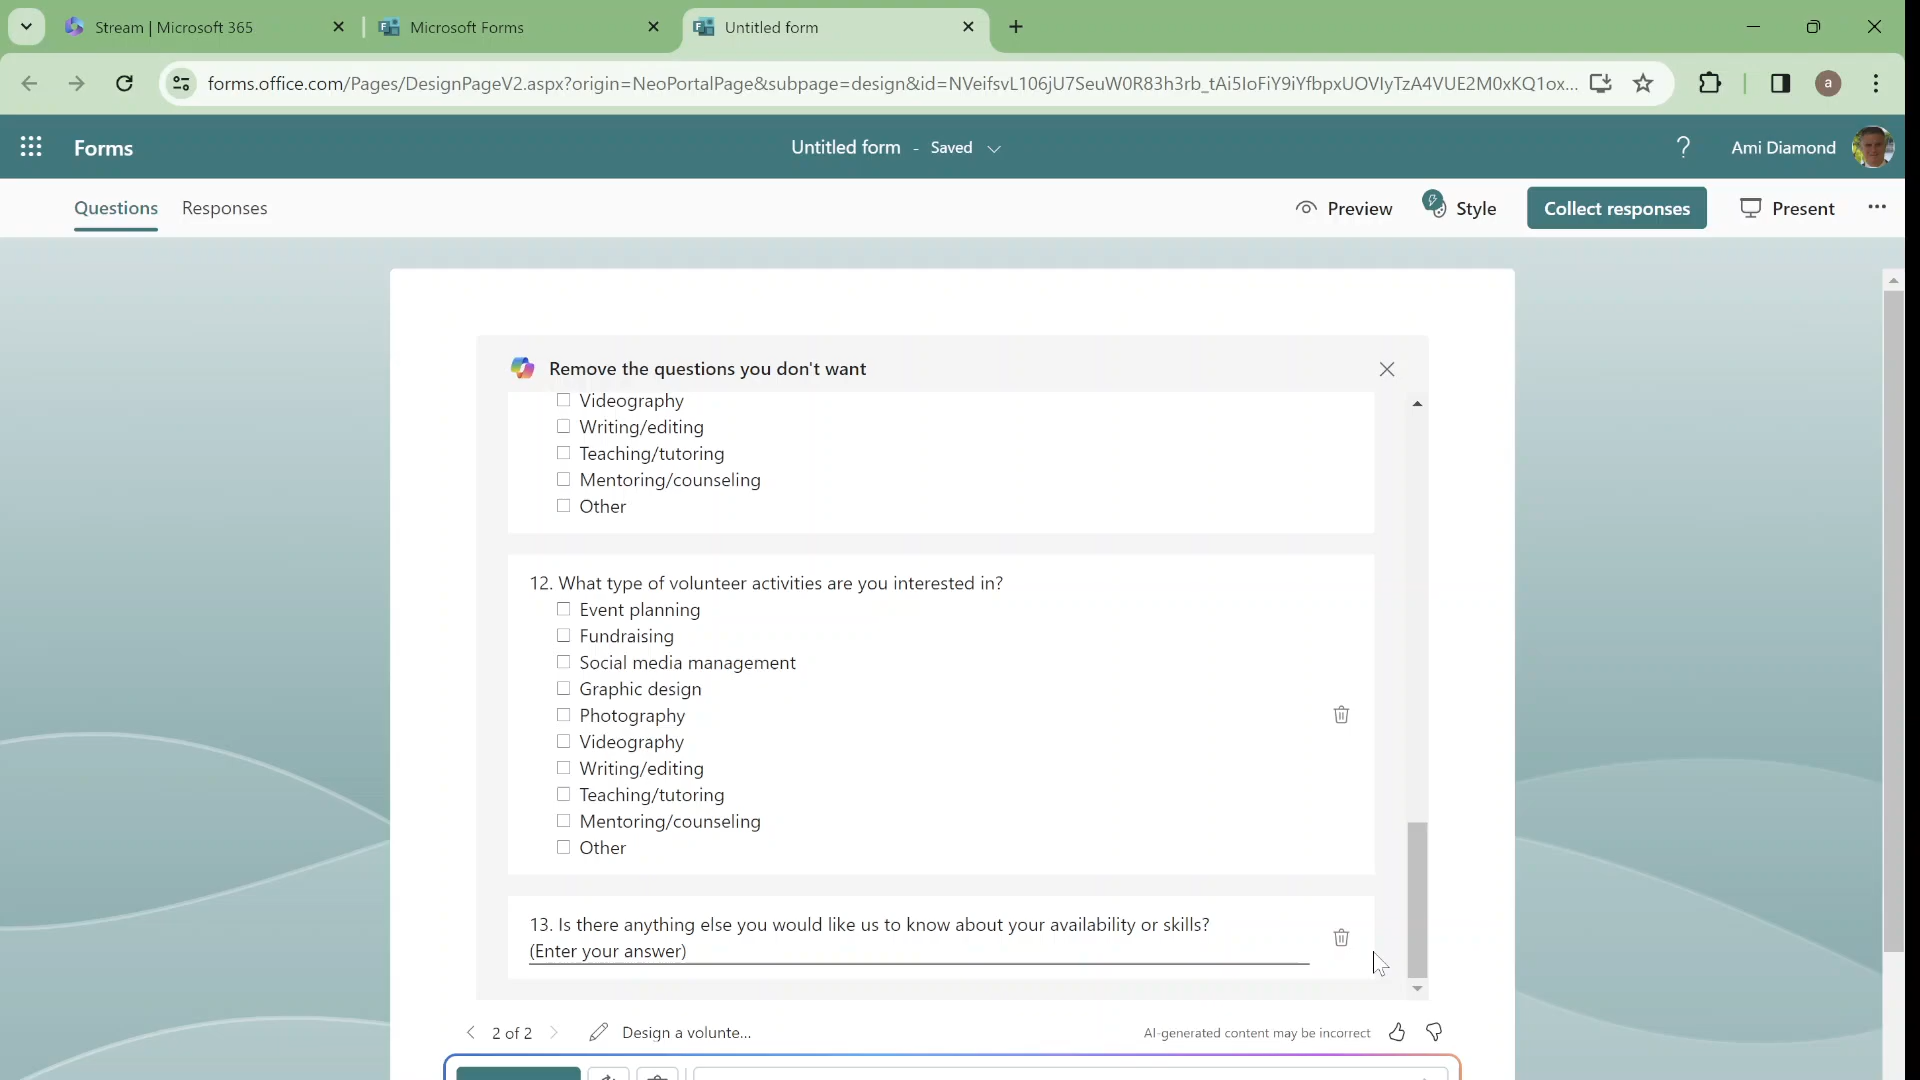 Stream | Microsoft 365
Microsoft Forms
Untitled form
forms.office.com/Pages/DesignPageV2.aspx?origin=NeoPortalPage&subpage=design&id=NVeifsvL106jU7SeuW0R83h3rb_tAi5IoFiY9iYfbpxUOVIyTzA4VUE2M0xKQ1ox...
a
Forms
Untitled form - Saved
?
Ami Diamond
Questions
Responses
Preview
Style
Collect responses
Present
Remove the questions you don't want
Videography
Writing/editing
Teaching/tutoring
Mentoring/counseling
Other
12. What type of volunteer activities are you interested in?
Event planning
Fundraising
Social media management
Graphic design
Photography
Videography
Writing/editing
Teaching/tutoring
Mentoring/counseling
Other
13. Is there anything else you would like us to know about your availability or skills?
(Enter your answer)
2 of 2
Design a volunte...
AI-generated content may be incorrect